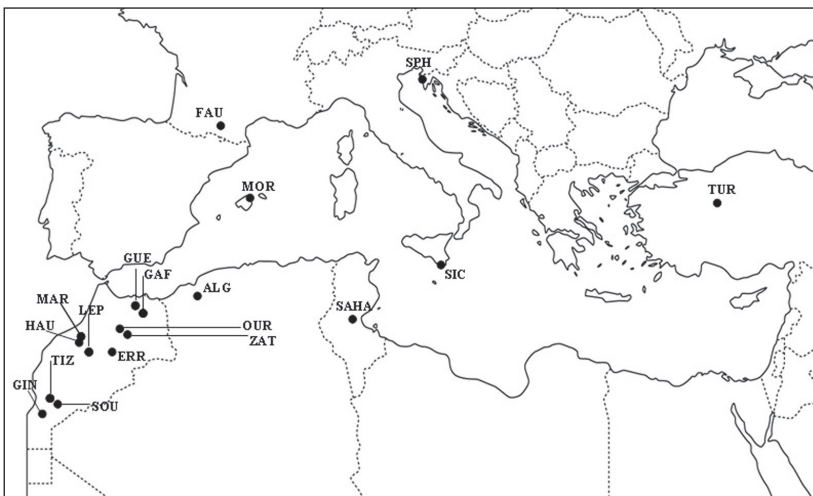 SPH
FAU
MOR
TUR
GUE
GAF
SIC
ALG
MAR
LEP
SAHA
HAU
OUR
ZAT
TIZ
ERR
GIN
SOU